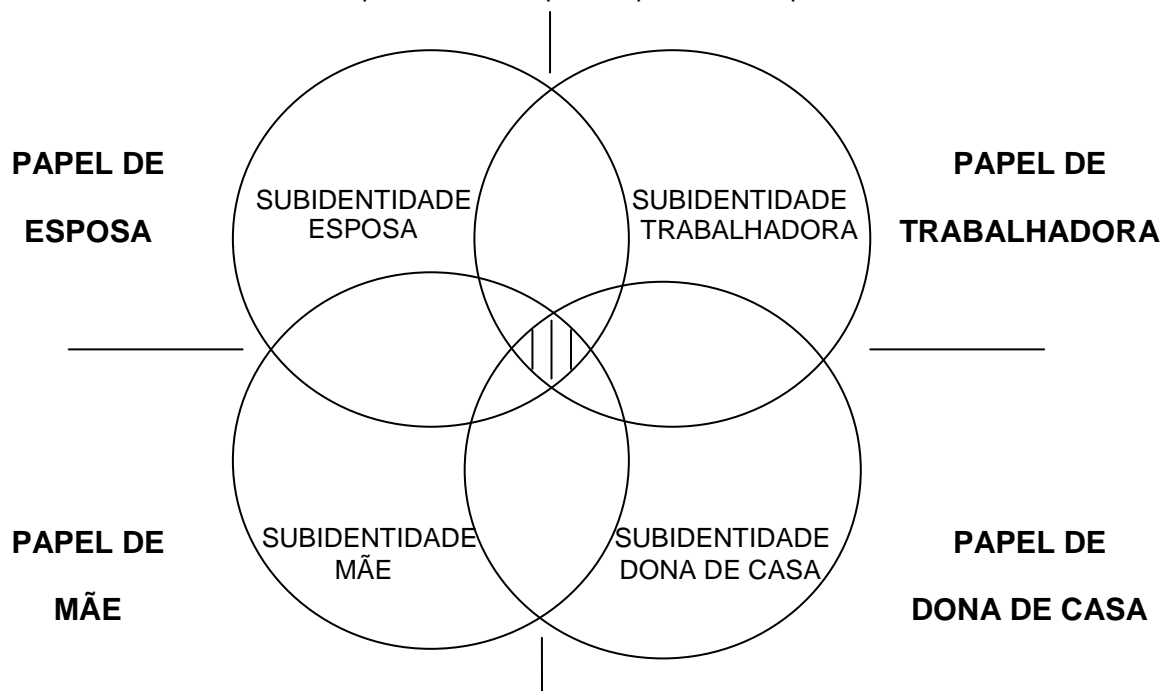 PAPEL DE
ESPOSA
SUBIDENTIDADE
ESPOSA
SUBIDENTIDADE
TRABALHADORA
PAPEL DE
TRABALHADORA
PAPEL DE
MÃE
SUBIDENTIDADE
MÃE
SUBIDENTIDADE
DONA DE CASA
PAPEL DE
DONA DE CASA